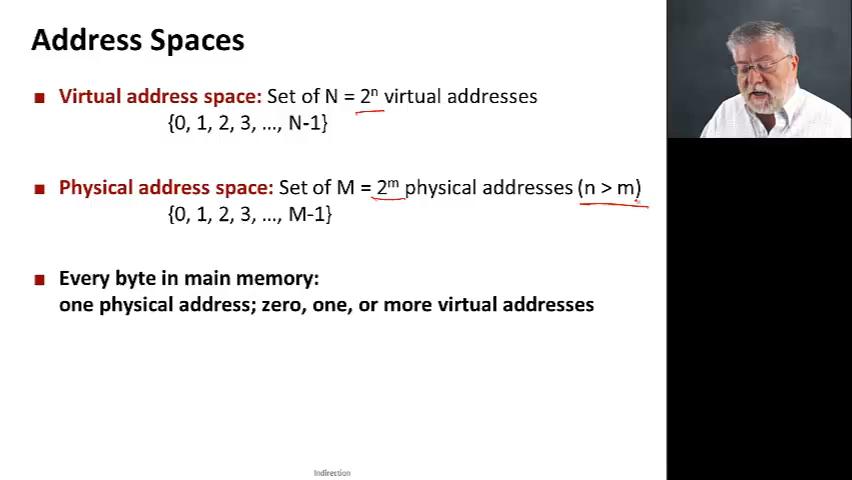 Address Spaces
■ Virtual address space: Set of N = 2ⁿ virtual addresses
{0, 1, 2, 3, …, N-1}
■ Physical address space: Set of M = 2ᵐ physical addresses (n > m)
{0, 1, 2, 3, …, M-1}
■ Every byte in main memory:
one physical address; zero, one, or more virtual addresses
Indirection